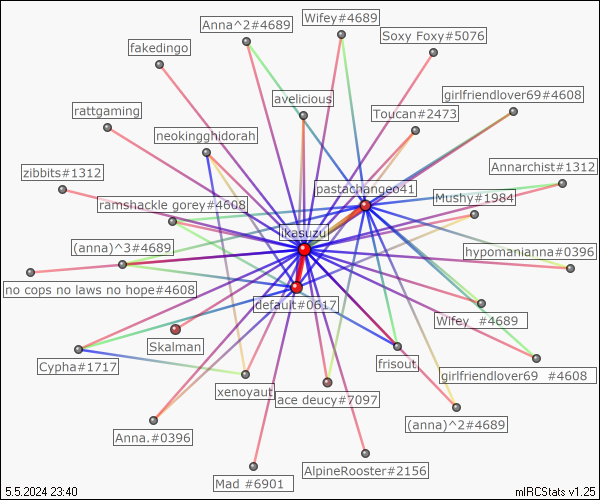 Wifey#4689
Anna^2#4689
Soxy Foxy#5076
fakedingo
girlfriendlover69#4608
avelicious
rattgaming
Toucan#2473
neokingghidorah
Annarchist#1312
zibbits#1312
pastachangeo41
Mushy#1984
ramshackle gorey#4608
ikasuzu
(anna)^3#4689
hypomanianna#0396
no cops no laws no hope#4608
default#0617
Wifey  #4689
Skalman
frisout
Cypha#1717
girlfriendlover69  #4608
xenoyaut
ace deucy#7097
(anna)^2#4689
Anna.#0396
AlpineRooster#2156
Mad #6901
5.5.2024 23:40
mIRCStats v1.25